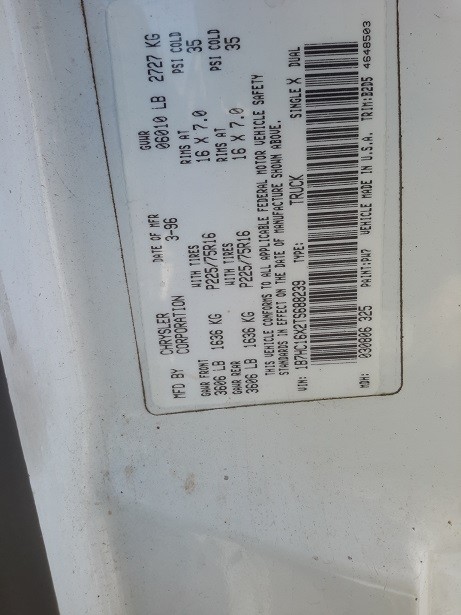 MFD BY CHRYSLER CORPORATION DATE OF MFR 3-96 GVWR 06010 LB 2727 KG
GAWR FRONT WITH TIRES RIMS AT PSI COLD
3606 LB 1636 KG P225/75R16 16 X 7.0 35
GAWR REAR WITH TIRES RIMS AT PSI COLD
3606 LB 1636 KG P225/75R16 16 X 7.0 35
THIS VEHICLE CONFORMS TO ALL APPLICABLE FEDERAL MOTOR VEHICLE SAFETY
STANDARDS IN EFFECT ON THE DATE OF MANUFACTURE SHOWN ABOVE.
VIN: 1B7HC16X2TS688239 TYPE: TRUCK SINGLE X DUAL
MDH: 030806 325 PAINT:PW7 VEHICLE MADE IN U.S.A. TRIM:B2D5
4648503